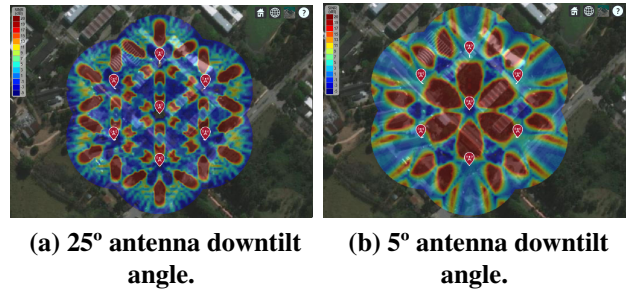 (a) 25º antenna downtilt
angle.
(b) 5º antenna downtilt
angle.